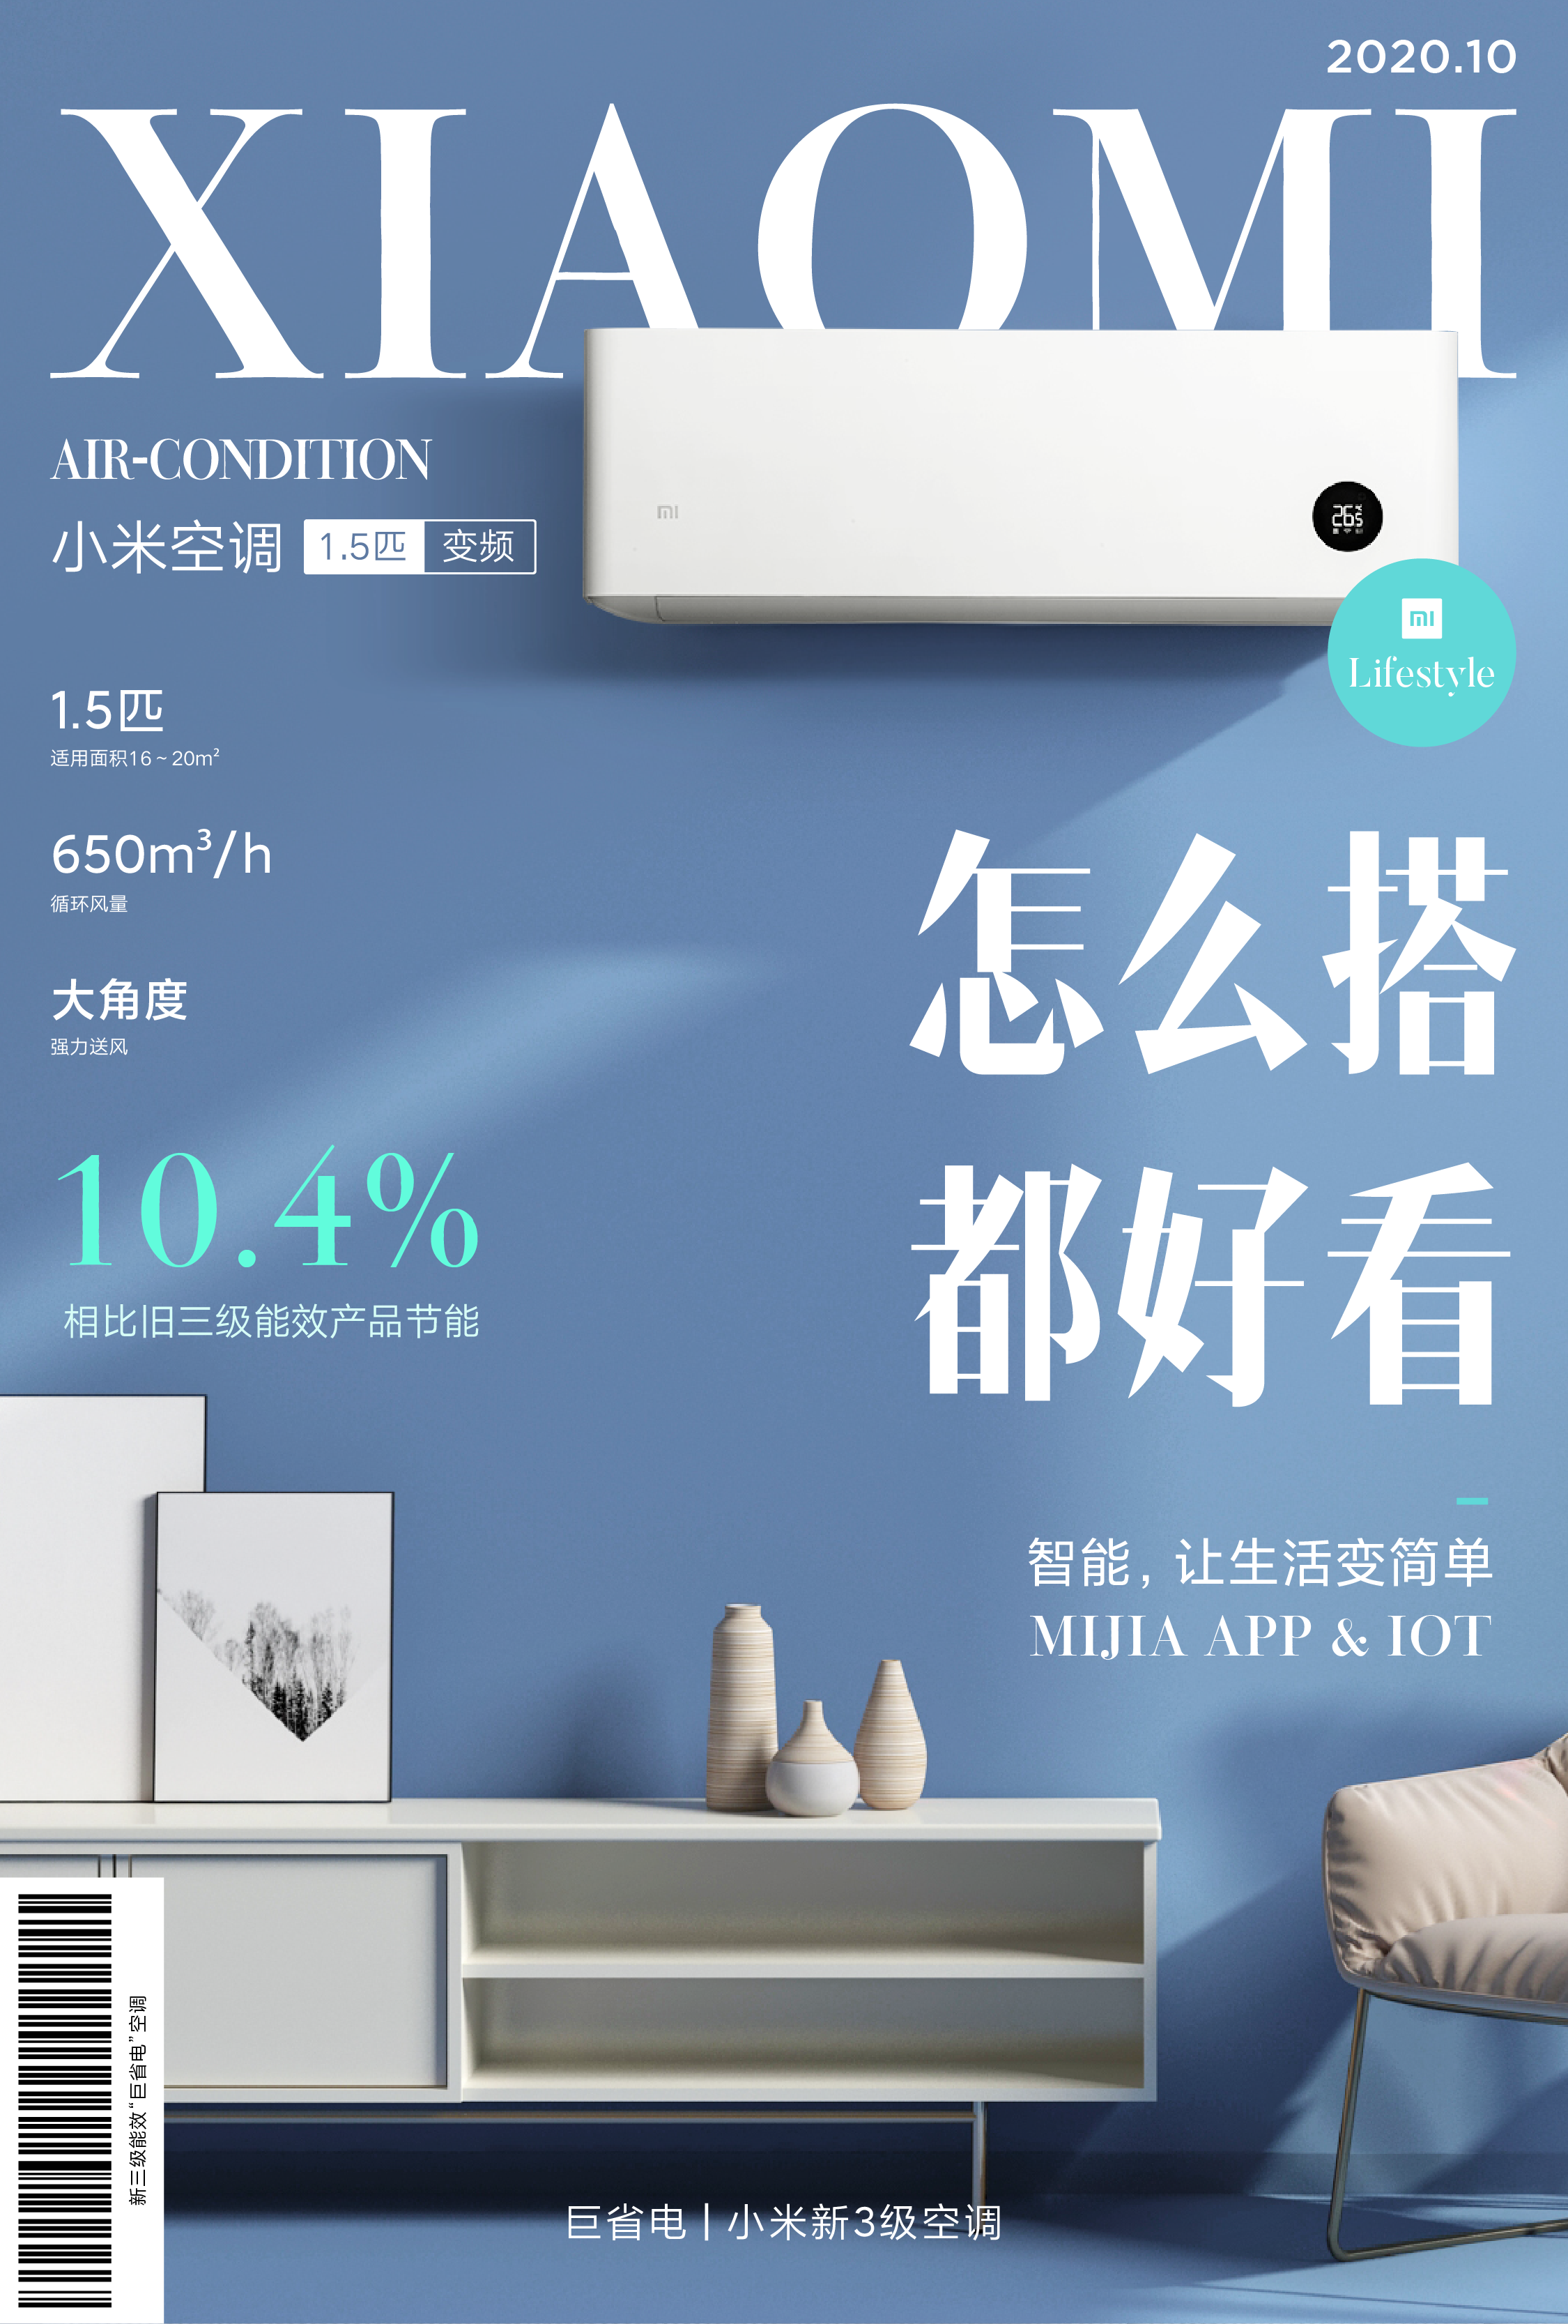 2020.10
XIAOMI
AIR-CONDITION
小米空调 1.5匹 变频
mi
26.5
mi
Lifestyle
1.5匹
适用面积16~20m²
650m³/h
循环风量
大角度
强力送风
怎么搭
都好看
10.4%
相比旧三级能效产品节能
智能，让生活变简单
MIJIA APP & IOT
新三级能效“巨省电”空调
巨省电 | 小米新3级空调